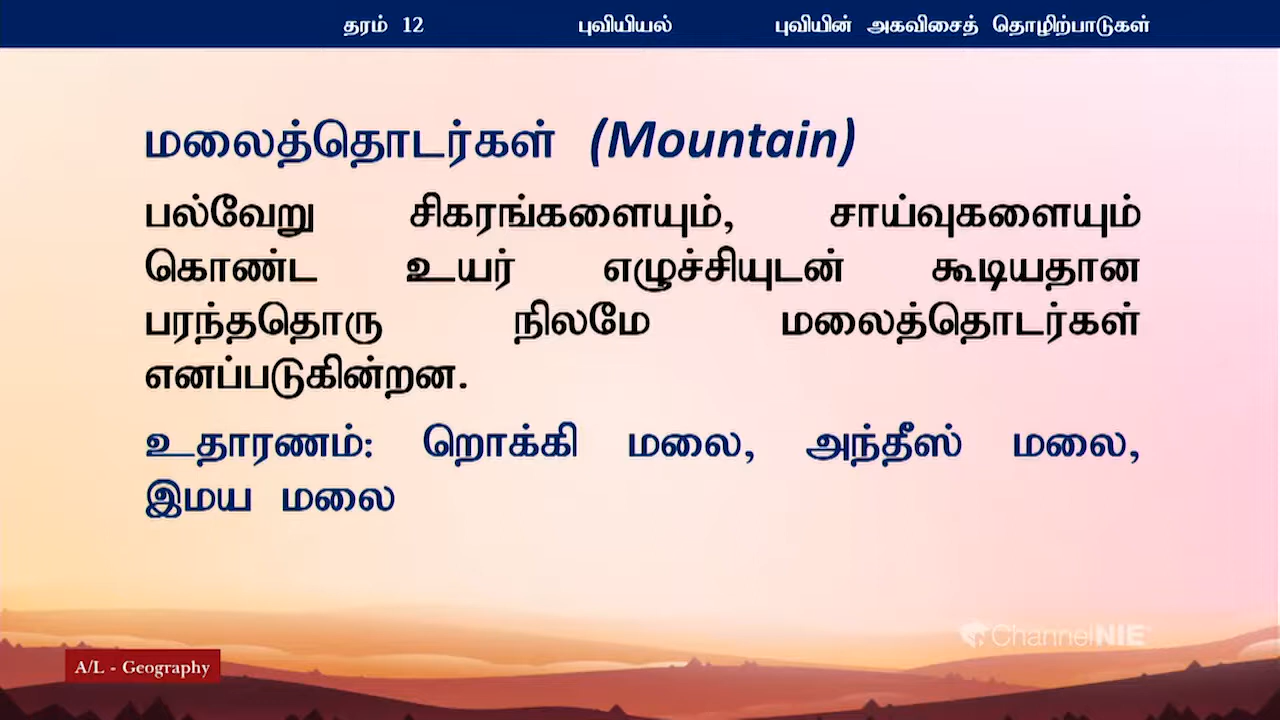 தரம் 12 புவியியல் புவியின் அகவிசைத் தொழிற்பாடுகள்
மலைத்தொடர்கள் (Mountain)
பல்வேறு சிகரங்களையும், சாய்வுகளையும்
கொண்ட உயர் எழுச்சியுடன் கூடியதான
பரந்ததொரு நிலமே மலைத்தொடர்கள்
எனப்படுகின்றன.
உதாரணம்: றொக்கி மலை, அந்தீஸ் மலை,
இமய மலை
ChannelNIE
A/L - Geography